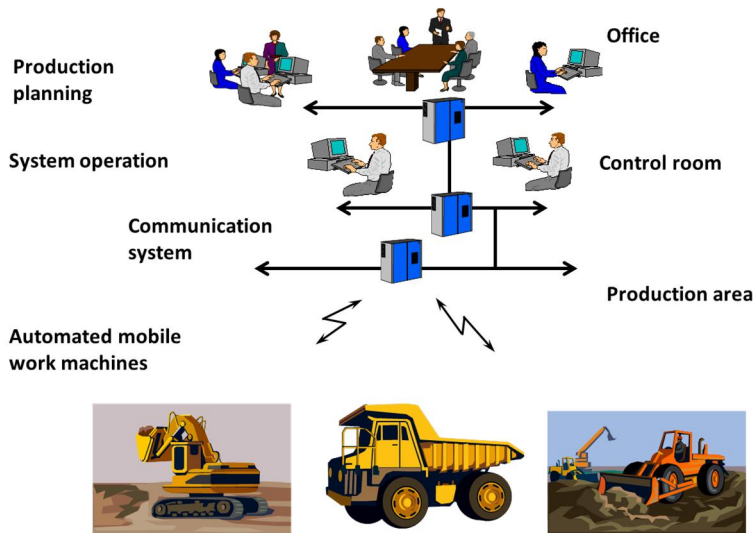 Office
Production
planning
System operation
Control room
Communication
system
Production area
Automated mobile
work machines